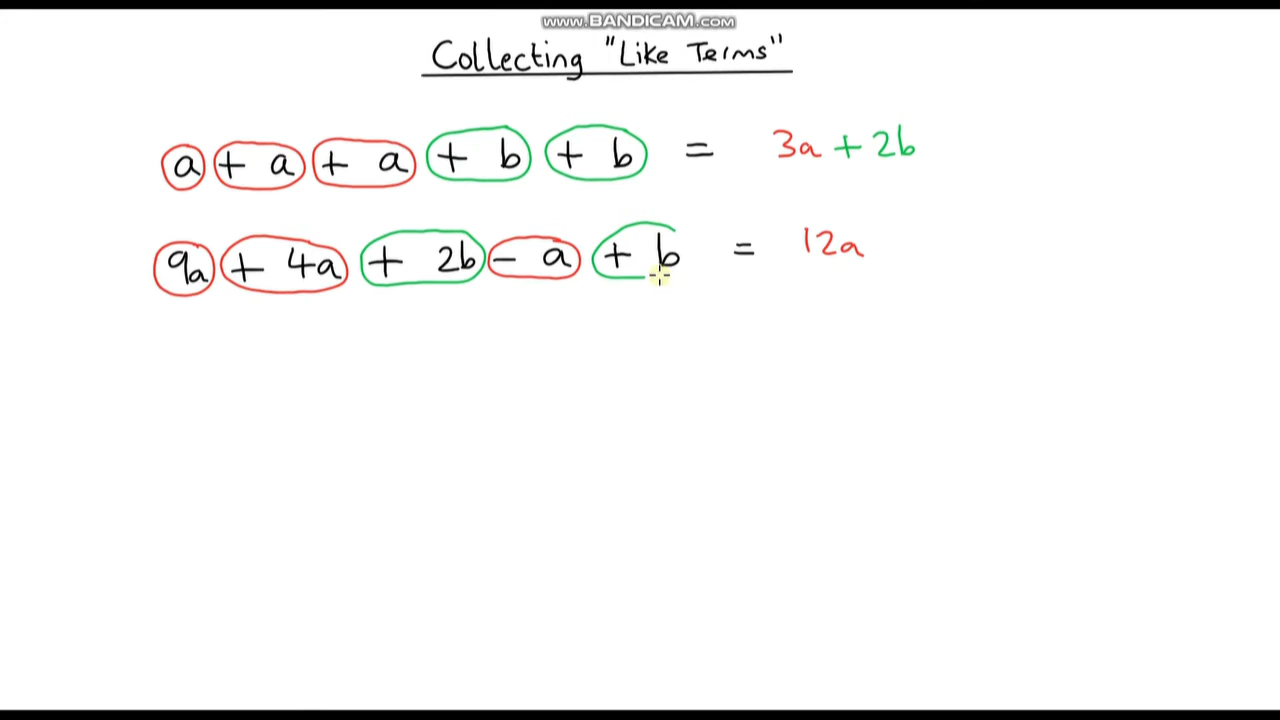 www.BANDICAM.com
Collecting "Like Terms"
a + a + a + b + b = 3a + 2b
9a + 4a + 2b - a + b = 12a